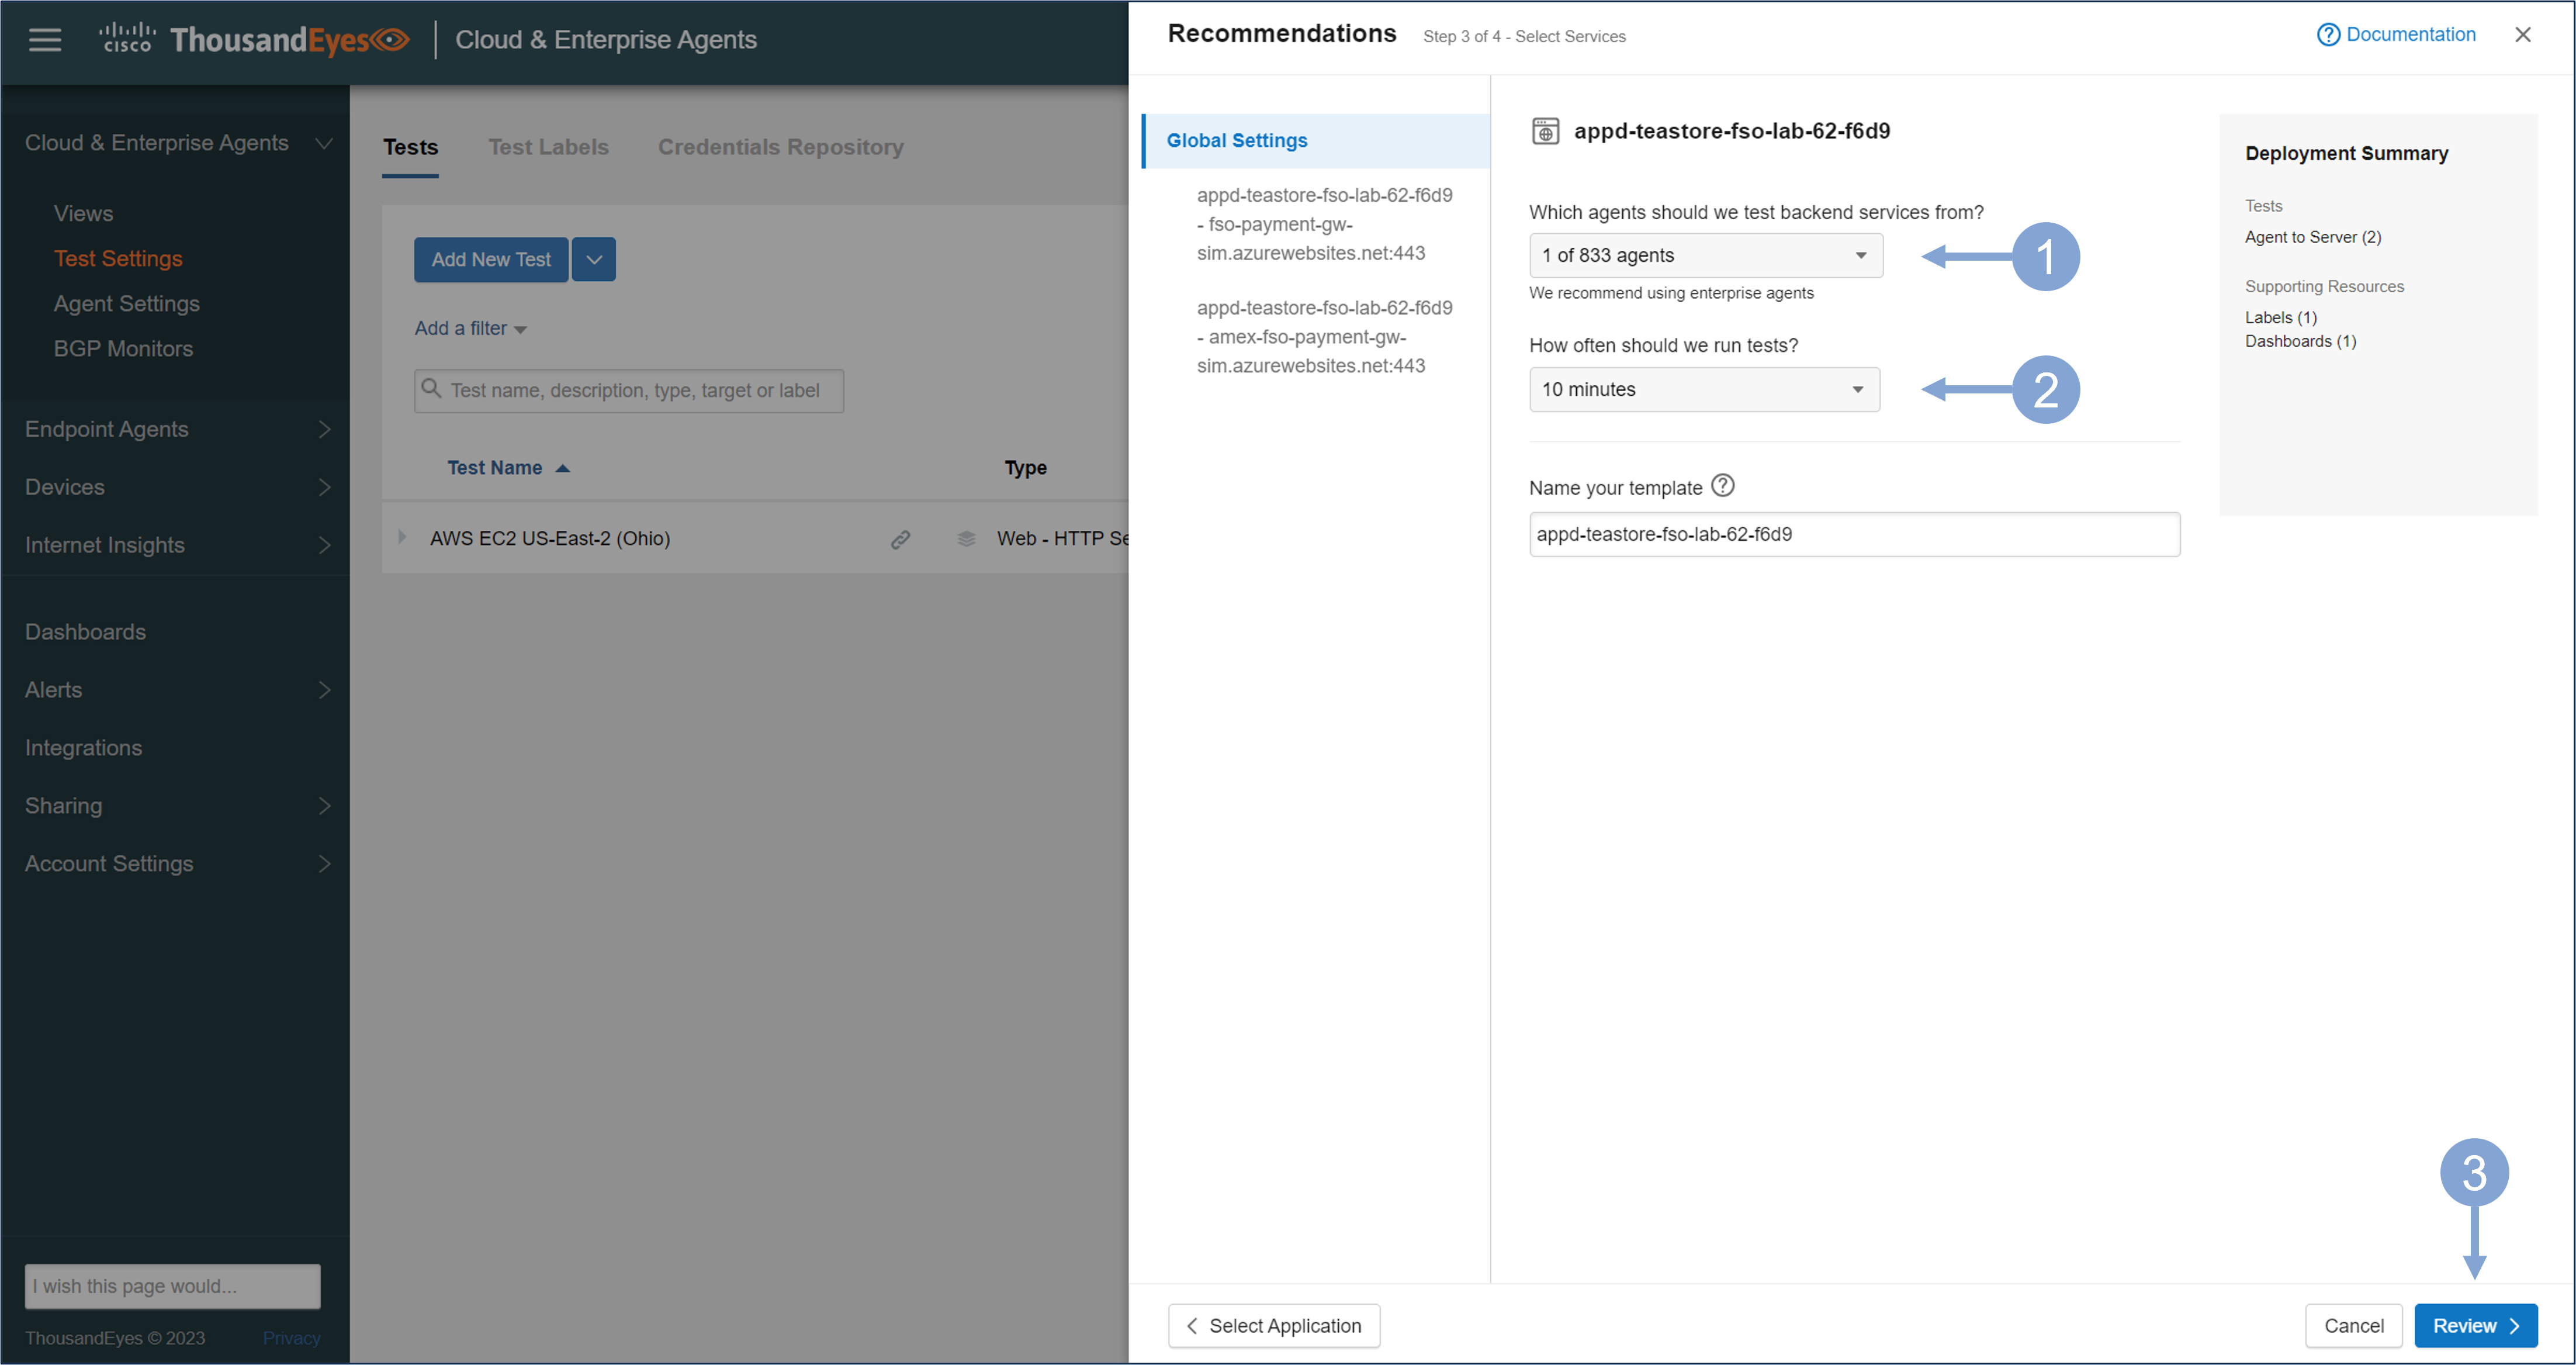 CISCO ThousandEyes
Cloud & Enterprise Agents
Cloud & Enterprise Agents
Views
Test Settings
Agent Settings
BGP Monitors
Endpoint Agents
Devices
Internet Insights
Dashboards
Alerts
Integrations
Sharing
Account Settings
I wish this page would...
ThousandEyes © 2023
Privacy
Tests
Test Labels
Credentials Repository
Add New Test
Add a filter
Test name, description, type, target or label
Test Name
Type
AWS EC2 US-East-2 (Ohio)
Web - HTTP Se
Recommendations
Step 3 of 4 - Select Services
Documentation
Global Settings
appd-teastore-fso-lab-62-f6d9
- fso-payment-gw-
sim.azurewebsites.net:443
appd-teastore-fso-lab-62-f6d9
- amex-fso-payment-gw-
sim.azurewebsites.net:443
appd-teastore-fso-lab-62-f6d9
Which agents should we test backend services from?
1 of 833 agents
1
We recommend using enterprise agents
How often should we run tests?
10 minutes
2
Name your template
appd-teastore-fso-lab-62-f6d9
Deployment Summary
Tests
Agent to Server (2)
Supporting Resources
Labels (1)
Dashboards (1)
3
Select Application
Cancel
Review